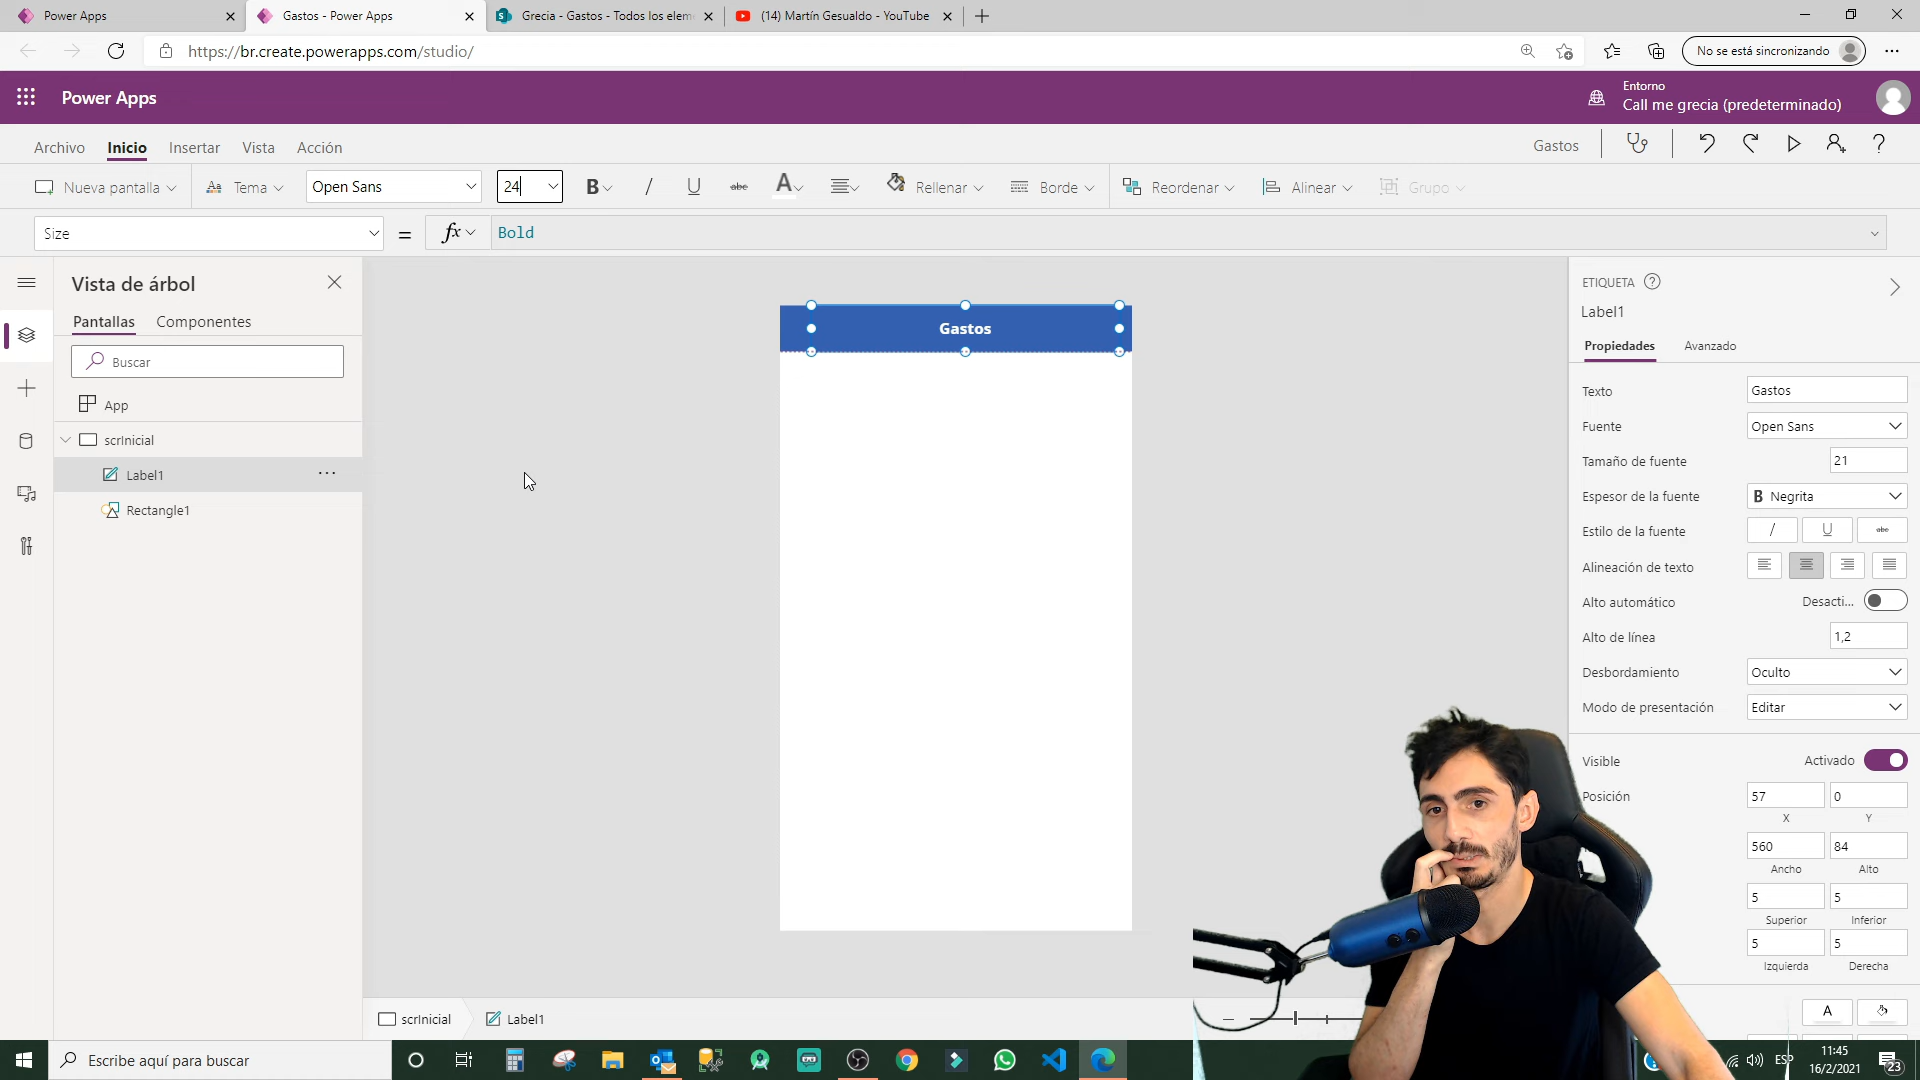 Power Apps
Gastos - Power Apps
Grecia - Gastos - Todos los elem
(14) Martín Gesualdo - YouTube
https://br.create.powerapps.com/studio/
No se está sincronizando
Power Apps
Entorno
Call me grecia (predeterminado)
Archivo
Inicio
Insertar
Vista
Acción
Gastos
Nueva pantalla
Tema
Open Sans
24
Rellenar
Borde
Reordenar
Alinear
Grupo
Size
=
fx
Bold
Vista de árbol
Pantallas
Componentes
Buscar
App
scrInicial
Label1
Rectangle1
Gastos
ETIQUETA
Label1
Propiedades
Avanzado
Texto
Gastos
Fuente
Open Sans
Tamaño de fuente
21
Espesor de la fuente
B Negrita
Estilo de la fuente
/ U abc
Alineación de texto
Alto automático
Desacti...
Alto de línea
1,2
Desbordamiento
Oculto
Modo de presentación
Editar
Visible
Activado
Posición
57
0
X
Y
560
84
Ancho
Alto
5
5
Superior
Inferior
5
5
Izquierda
Derecha
A
scrInicial
Label1
Escribe aquí para buscar
ESP
11:45
16/2/2021
23